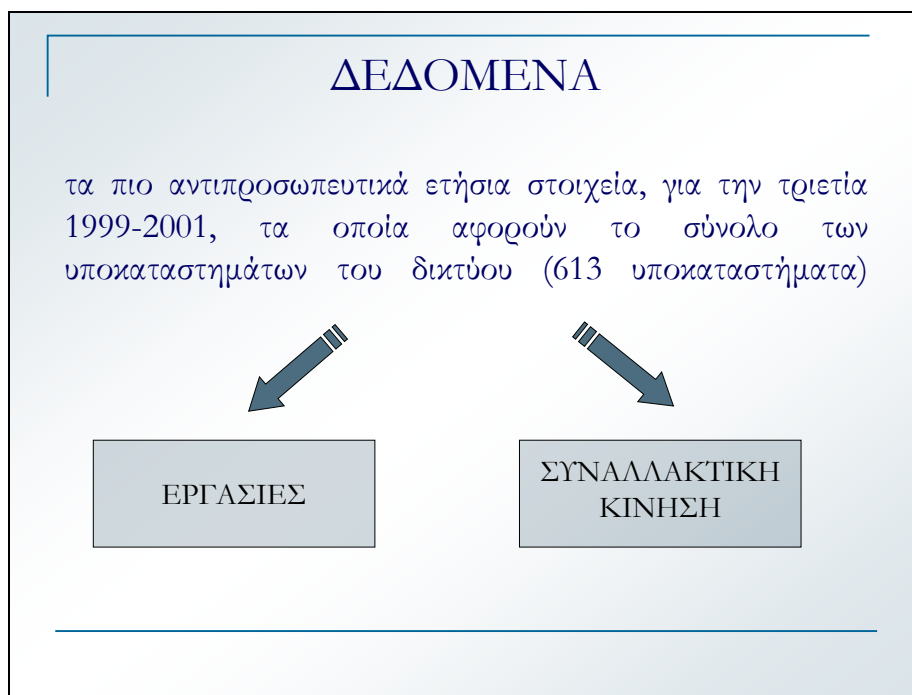 ΔΕΔΟΜΕΝΑ
τα πιο αντιπροσωπευτικά ετήσια στοιχεία, για την τριετία
1999-2001, τα οποία αφορούν το σύνολο των
υποκαταστημάτων του δικτύου (613 υποκαταστήματα)
ΕΡΓΑΣΙΕΣ
ΣΥΝΑΛΛΑΚΤΙΚΗ
ΚΙΝΗΣΗ